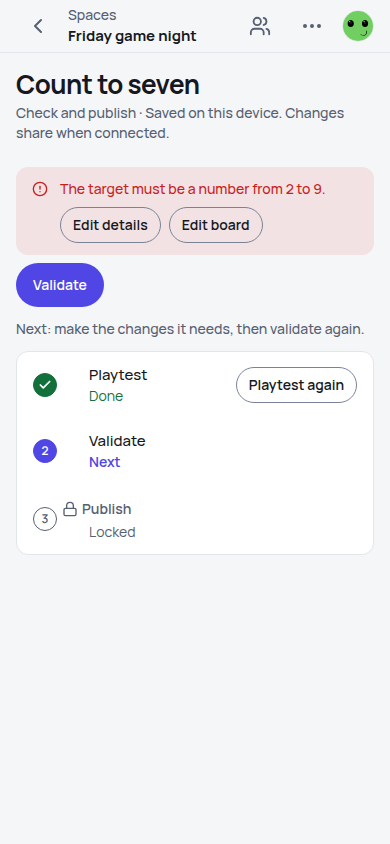 Spaces
Friday game night
Count to seven
Check and publish · Saved on this device. Changes
share when connected.
The target must be a number from 2 to 9.
Edit details
Edit board
Validate
Next: make the changes it needs, then validate again.
Playtest
Done
Playtest again
2
Validate
Next
3
Publish
Locked